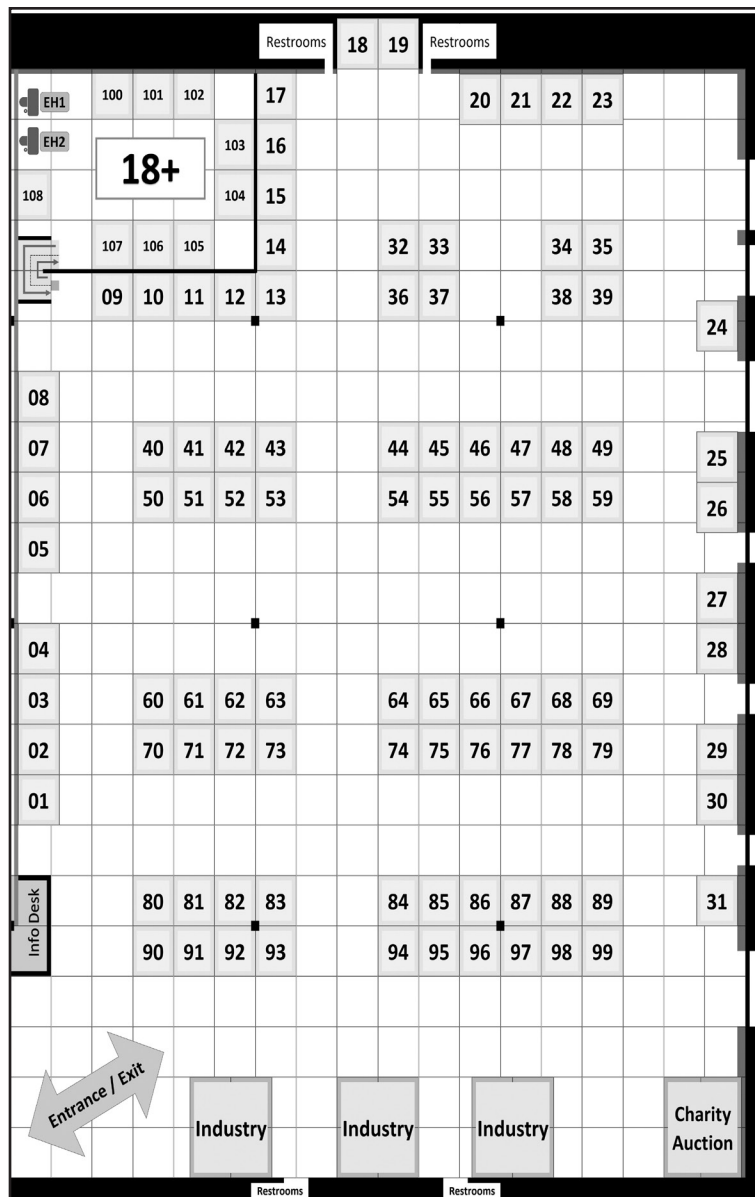 Restrooms 18 19 Restrooms
EH1 100 101 102 17 20 21 22 23
EH2 103 16
18+
108 104 15
107 106 105 14 32 33 34 35
09 10 11 12 13 36 37 38 39
24
08
07 40 41 42 43 44 45 46 47 48 49 25
06 50 51 52 53 54 55 56 57 58 59 26
05
27
04 28
03 60 61 62 63 64 65 66 67 68 69
02 70 71 72 73 74 75 76 77 78 79 29
01 30
Info Desk 80 81 82 83 84 85 86 87 88 89 31
90 91 92 93 94 95 96 97 98 99
Entrance / Exit
Industry Industry Industry Charity
Auction
Restrooms Restrooms